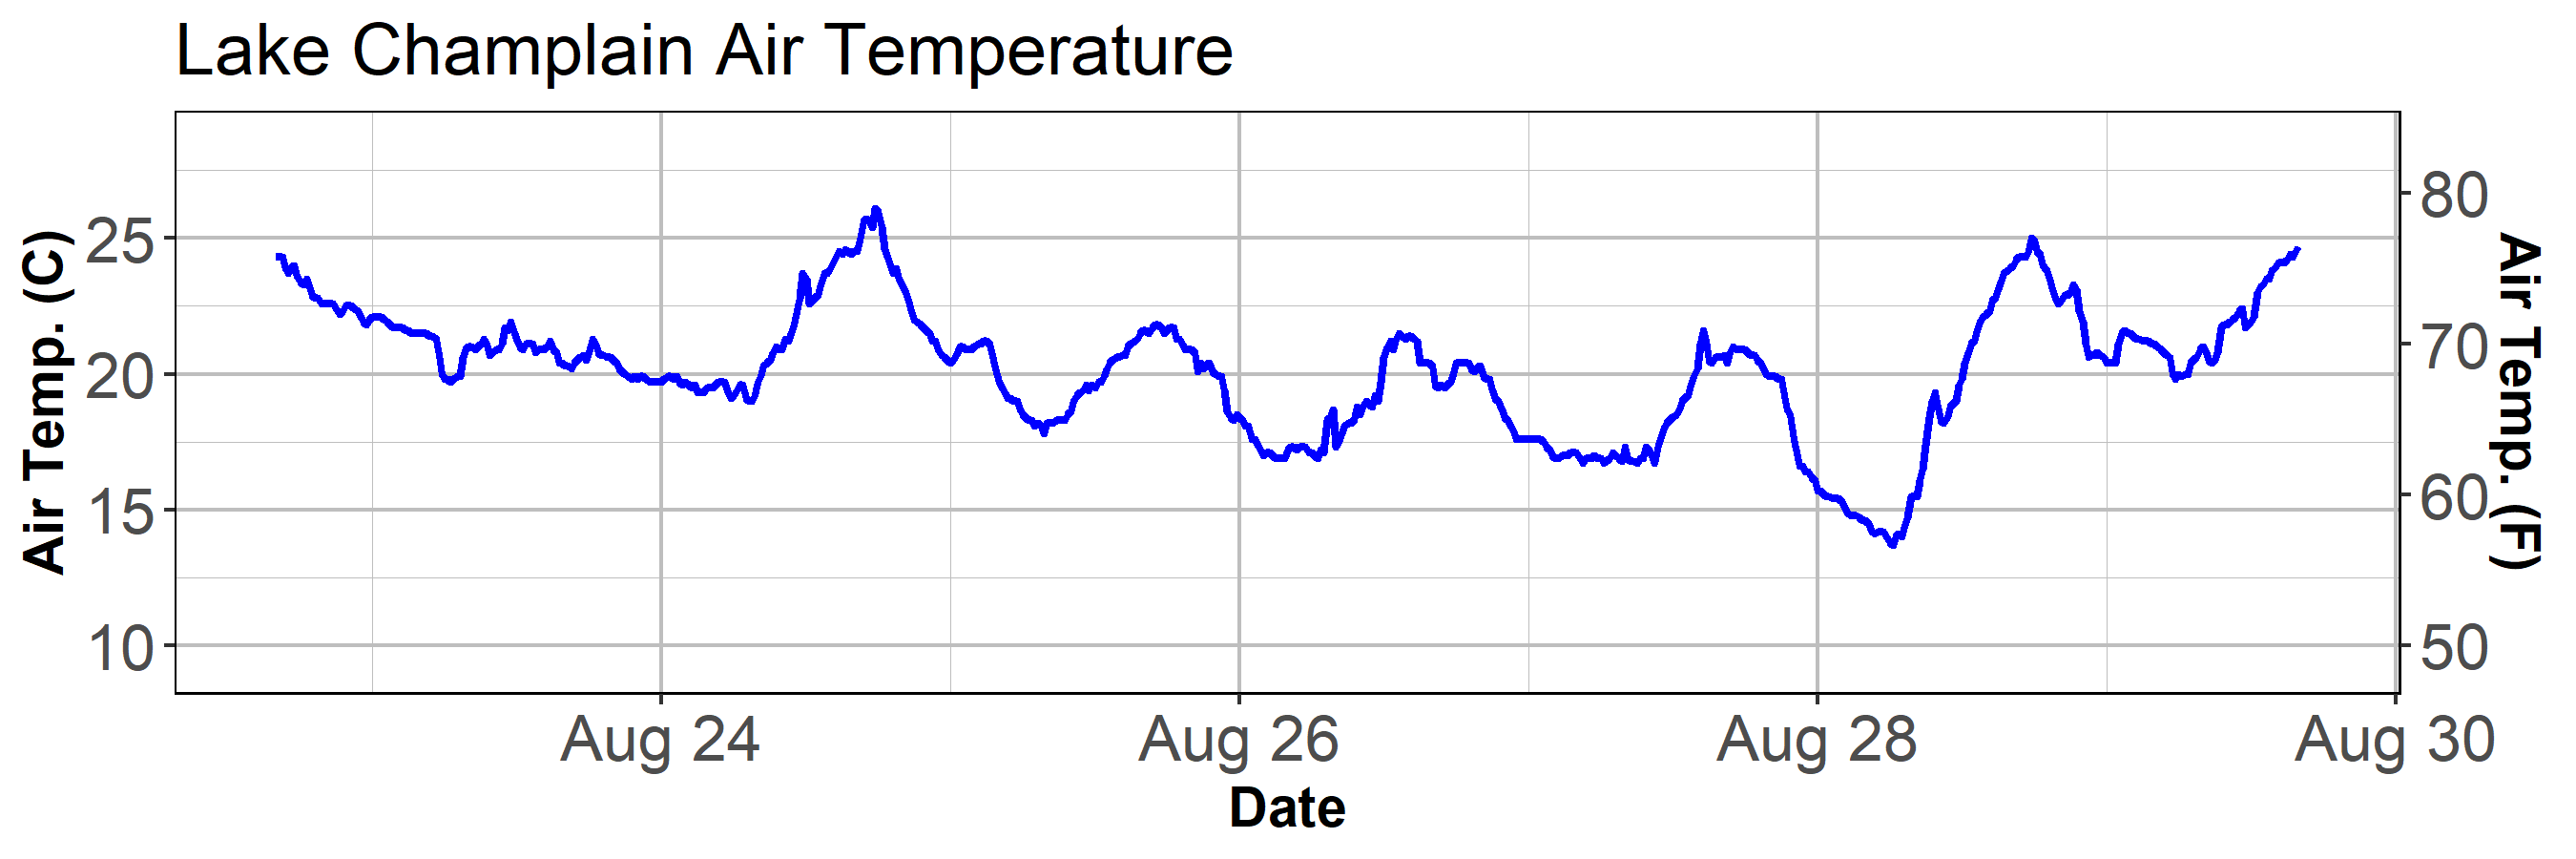 Lake Champlain Air Temperature
Air Temp. (C)
25
20
15
10
80
70
60
50
Air Temp. (F)
Aug 24
Aug 26
Aug 28
Aug 30
Date